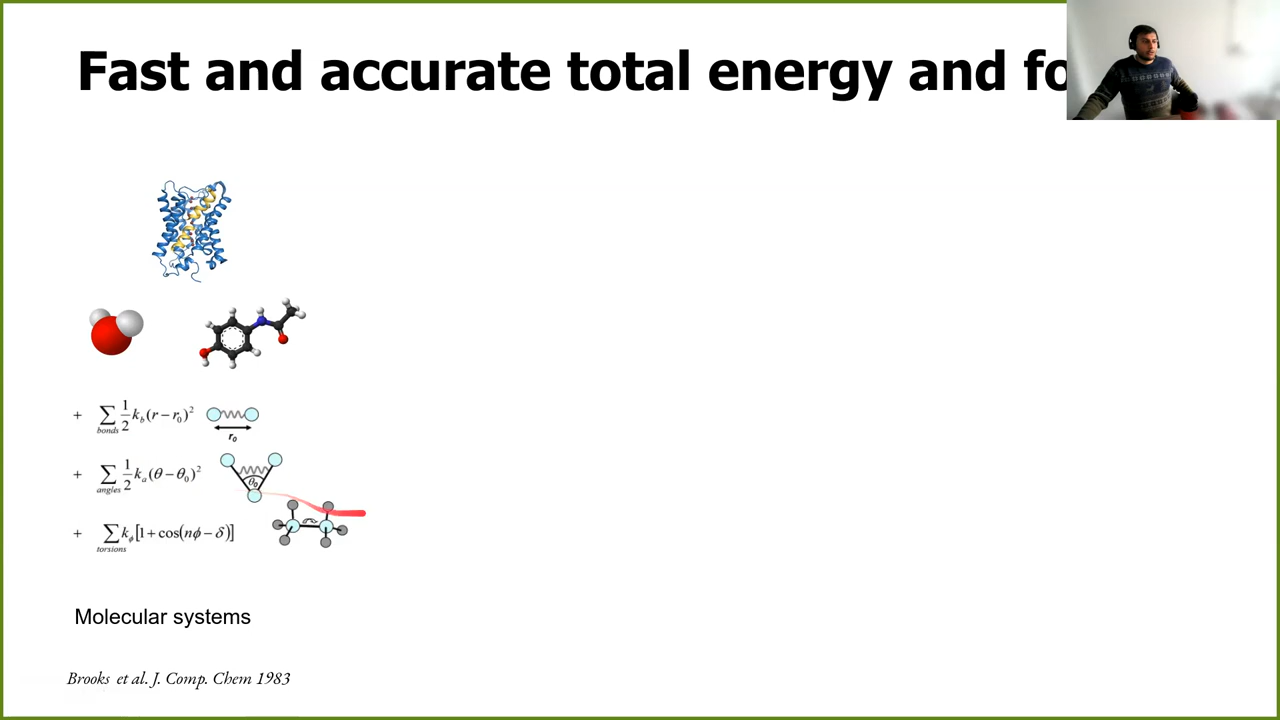 Fast and accurate total energy and fo
+ ∑ bonds 1/2 k_b (r − r_0)^2
r_0
+ ∑ angles 1/2 k_a (θ − θ_0)^2
θ_0
+ ∑ torsions k_ϕ [1 + cos(nϕ − δ)]
Molecular systems
Brooks et al. J. Comp. Chem 1983